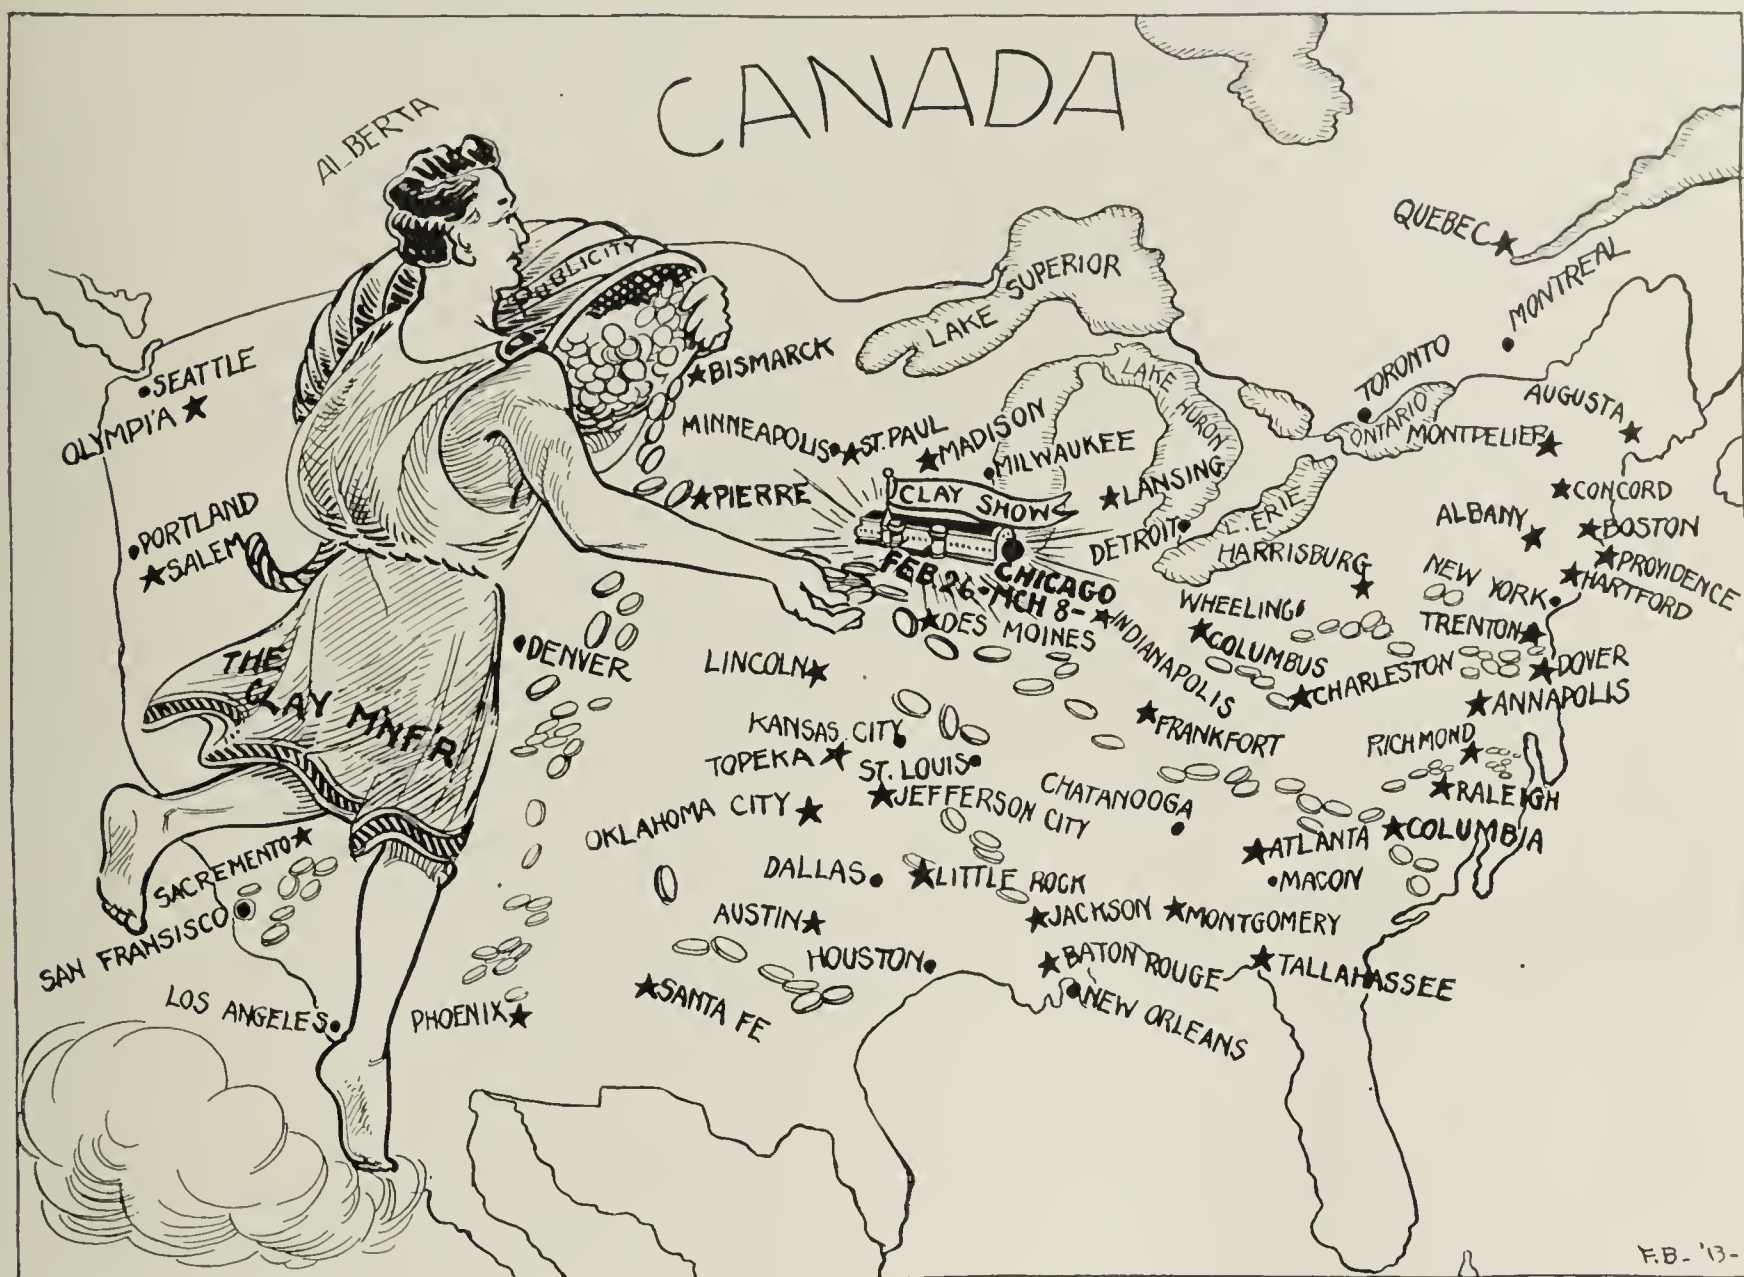 CANADA
ALBERTA
PUBLICITY
QUEBEC
MONTREAL
LAKE SUPERIOR
SEATTLE
OLYMPI'A
BISMARCK
LAKE HURON
TORONTO
ONTARIO
AUGUSTA
MONTPELIER
MINNEAPOLIS
ST. PAUL
MADISON
MILWAUKEE
PIERRE
CLAY SHOW
LANSING
CONCORD
L. ERIE
DETROIT
ALBANY
BOSTON
PORTLAND
SALEM
HARRISBURG
PROVIDENCE
HARTFORD
NEW YORK
FEB 26-MCH 8-
CHICAGO
WHEELING
TRENTON
DES MOINES
INDIANAPOLIS
COLUMBUS
DENVER
LINCOLN
CHARLESTON
DOVER
ANNAPOLIS
THE
CLAY M'NF'R
KANSAS CITY
FRANKFORT
TOPEKA
ST. LOUIS
RICHMOND
JEFFERSON CITY
CHATANOOGA
RALEIGH
OKLAHOMA CITY
ATLANTA
COLUMBIA
SACREMENTO
DALLAS
LITTLE ROCK
MACON
SAN FRANSISCO
AUSTIN
JACKSON
MONTGOMERY
HOUSTON
BATON ROUGE
TALLAHASSEE
LOS ANGELES
PHOENIX
SANTA FE
NEW ORLEANS
F.B- '13-